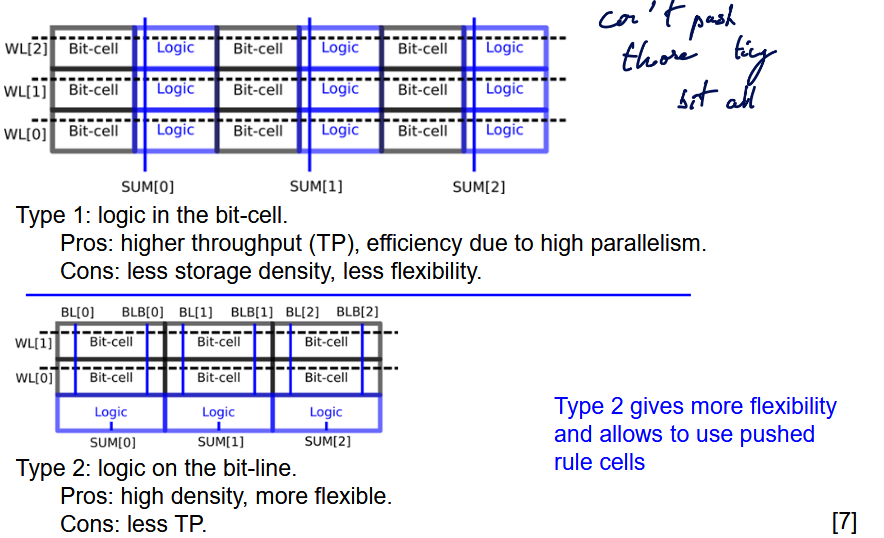 con't push
those tiny
bit all
WL[2] Bit-cell Logic Bit-cell Logic Bit-cell Logic
WL[1] Bit-cell Logic Bit-cell Logic Bit-cell Logic
WL[0] Bit-cell Logic Bit-cell Logic Bit-cell Logic
SUM[0] SUM[1] SUM[2]
Type 1: logic in the bit-cell.
Pros: higher throughput (TP), efficiency due to high parallelism.
Cons: less storage density, less flexibility.
BL[0] BLB[0] BL[1] BLB[1] BL[2] BLB[2]
WL[1] Bit-cell Bit-cell Bit-cell
WL[0] Bit-cell Bit-cell Bit-cell
Logic Logic Logic
SUM[0] SUM[1] SUM[2]
Type 2: logic on the bit-line.
Pros: high density, more flexible.
Cons: less TP.
Type 2 gives more flexibility
and allows to use pushed
rule cells
[7]